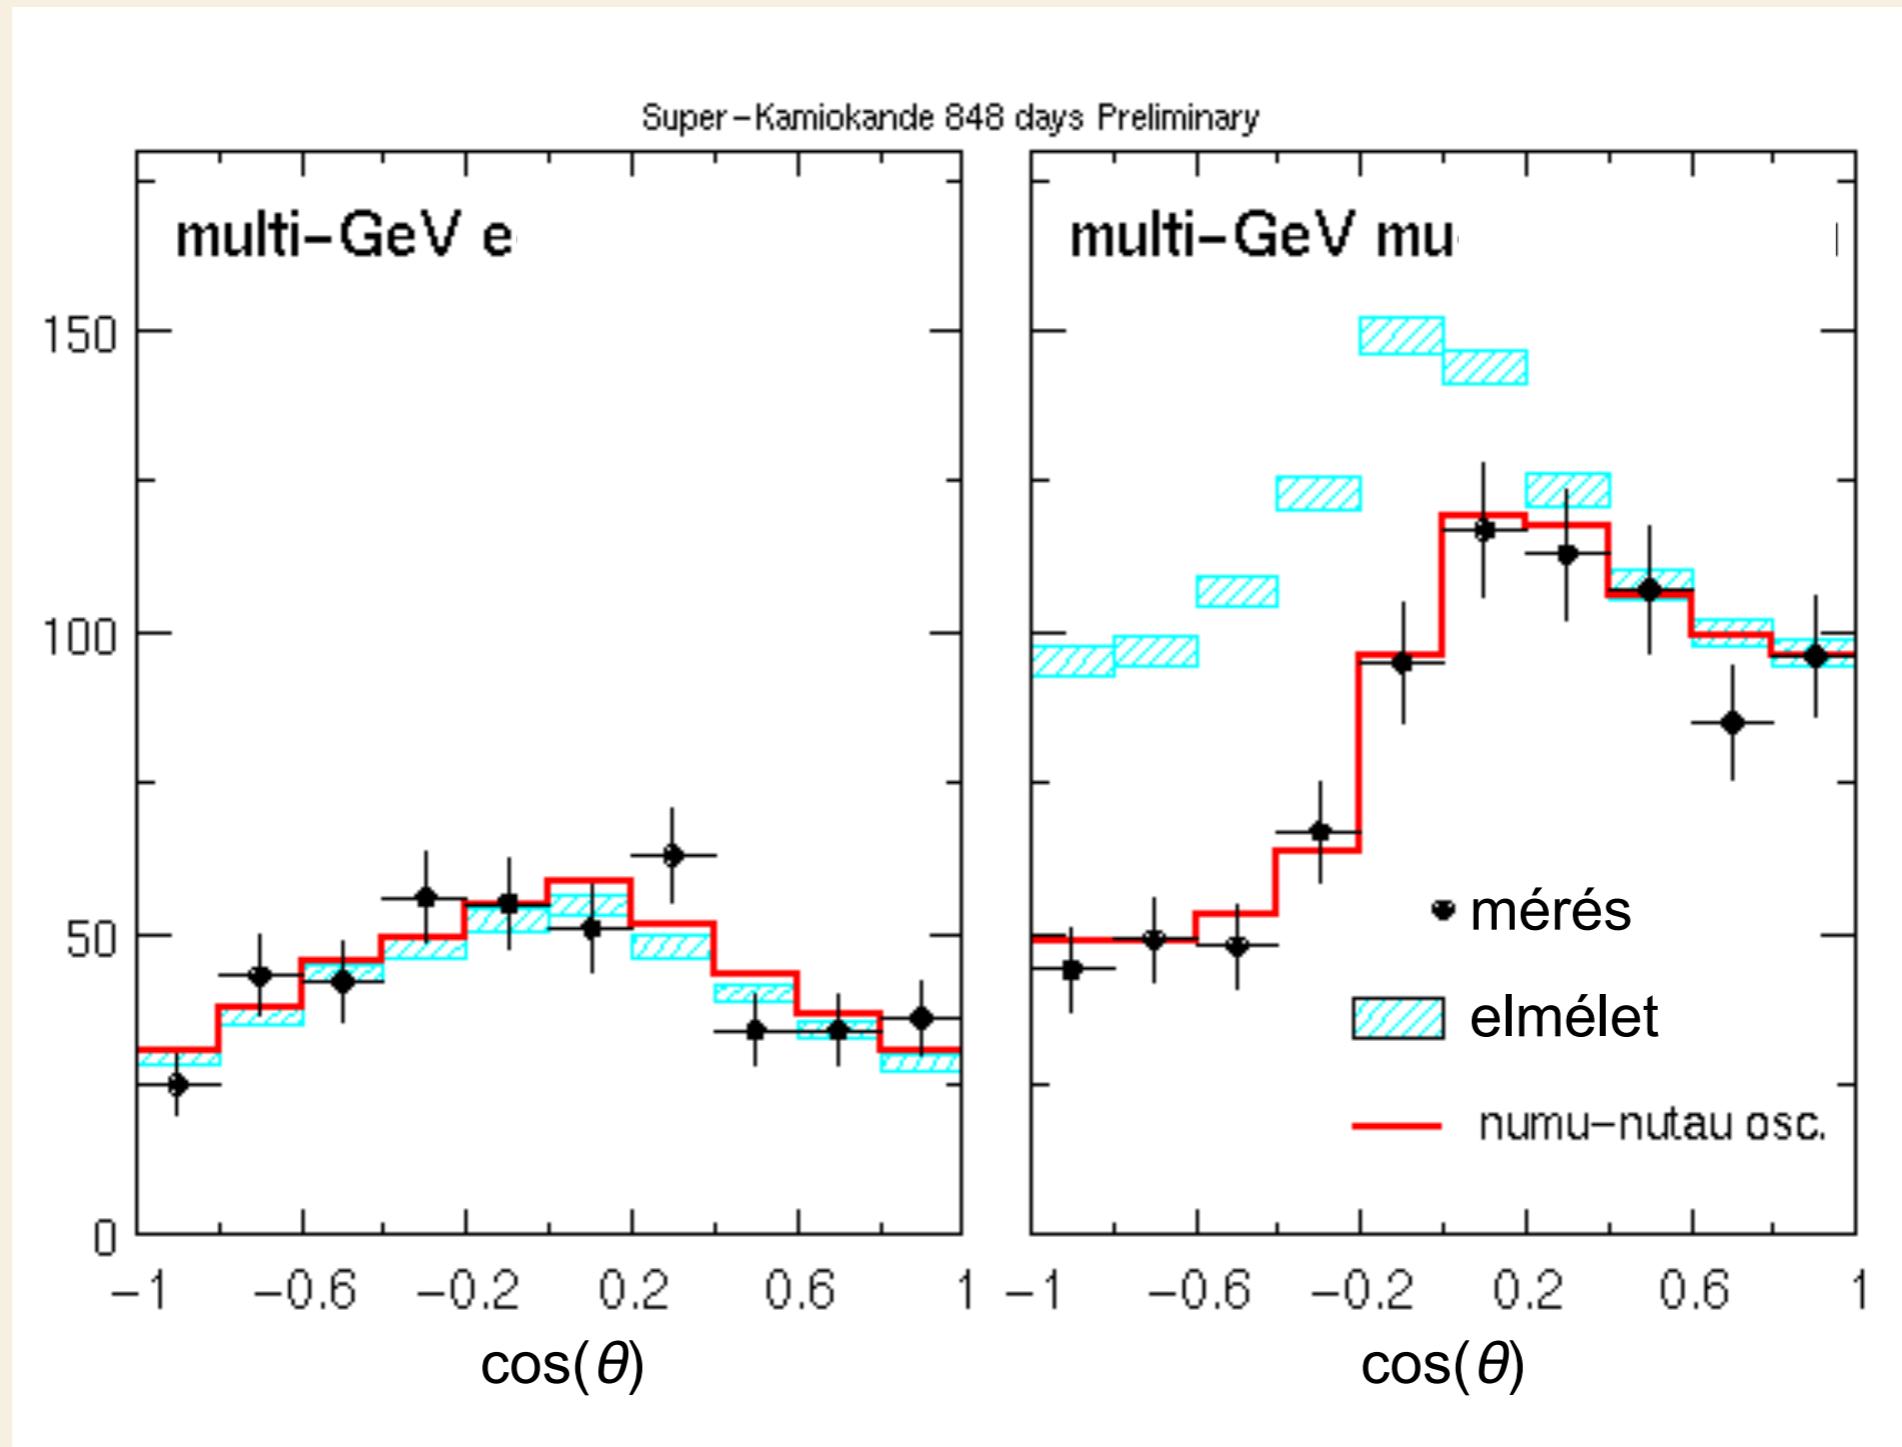 Super-Kamiokande 848 days Preliminary
multi-GeV e
multi-GeV mu
150
100
50
0
mérés
elmélet
numu-nutau osc.
-1 -0.6 -0.2 0.2 0.6 1
-1 -0.6 -0.2 0.2 0.6 1
cos(θ)
cos(θ)